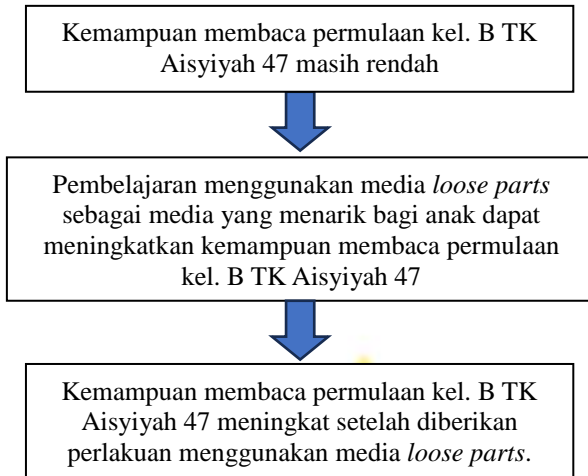 Kemampuan membaca permulaan kel. B TK
Aisyiyah 47 masih rendah
Pembelajaran menggunakan media loose parts
sebagai media yang menarik bagi anak dapat
meningkatkan kemampuan membaca permulaan
kel. B TK Aisyiyah 47
Kemampuan membaca permulaan kel. B TK
Aisyiyah 47 meningkat setelah diberikan
perlakuan menggunakan media loose parts.